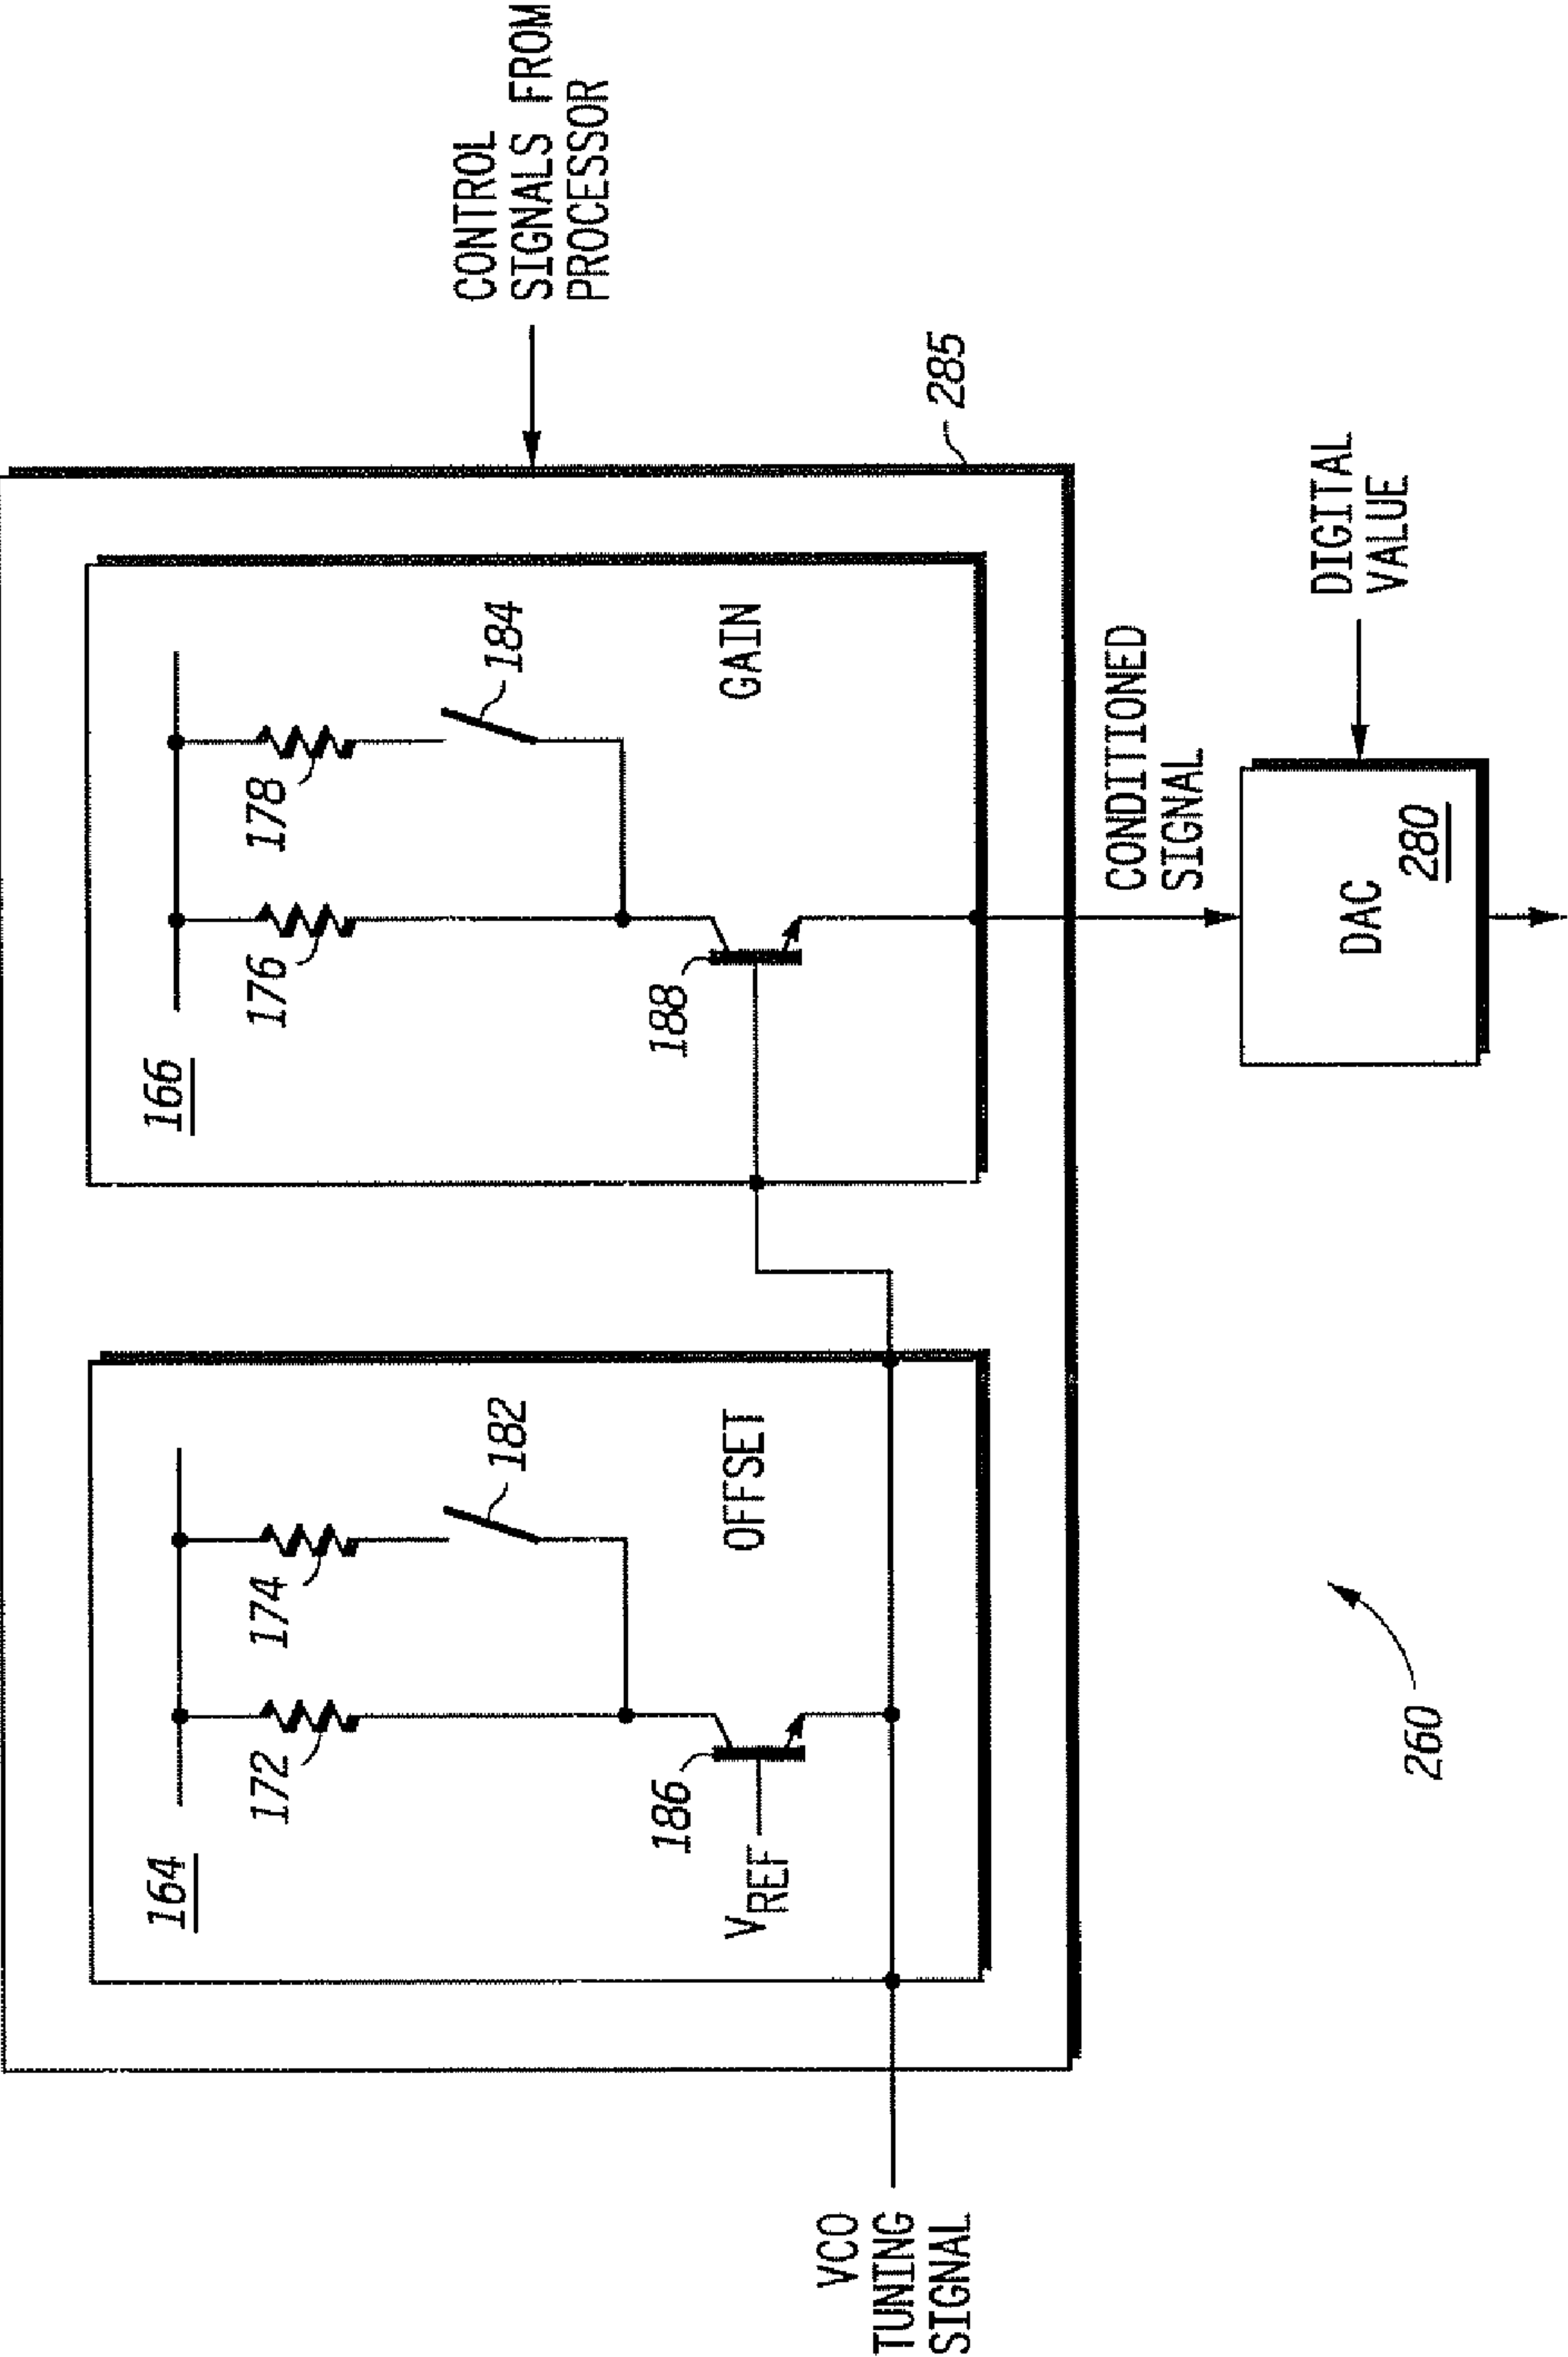 CONTROL
SIGNALS FROM
PROCESSOR
164
172
174
182
186
VREF
OFFSET
166
176
178
184
188
GAIN
285
VCO
TUNING
SIGNAL
CONDITIONED
SIGNAL
DIGITAL
VALUE
DAC
280
260